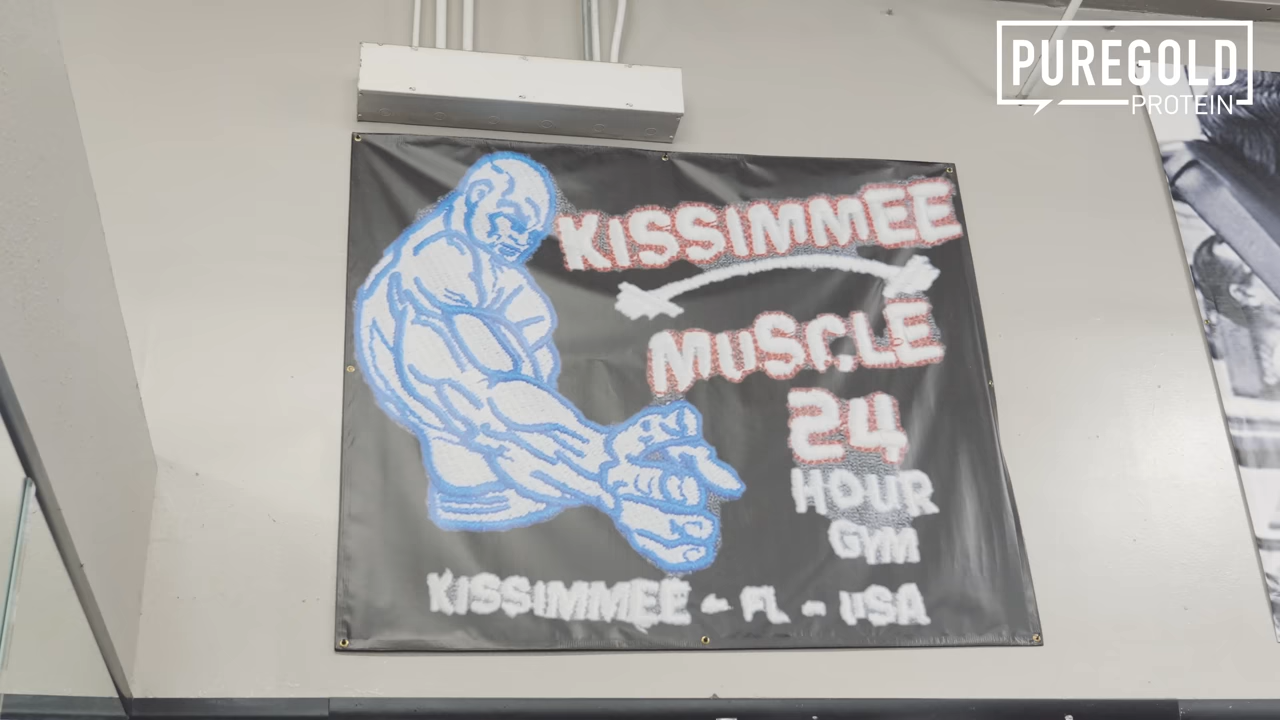 PUREGOLD
PROTEIN
KISSIMMEE
MUSCLE
24
HOUR
GYM
KISSIMMEE - FL - USA